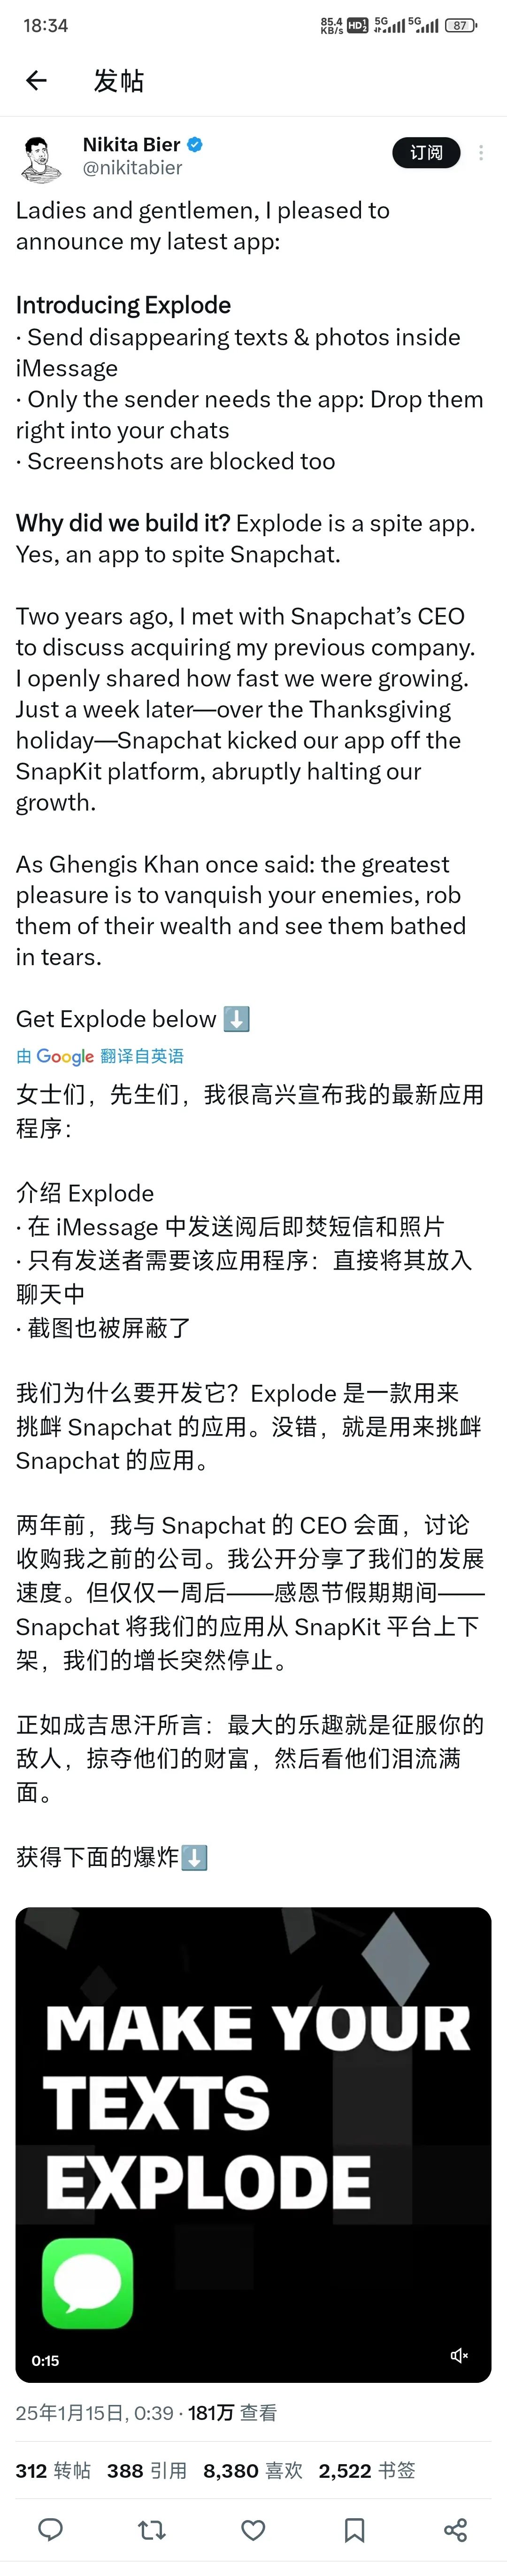 18:34
85.4 KB/s HD 5G 5G 87
发帖
Nikita Bier
@nikitabier
订阅
Ladies and gentlemen, I pleased to
announce my latest app:
Introducing Explode
· Send disappearing texts & photos inside
iMessage
· Only the sender needs the app: Drop them
right into your chats
· Screenshots are blocked too
Why did we build it? Explode is a spite app.
Yes, an app to spite Snapchat.
Two years ago, I met with Snapchat’s CEO
to discuss acquiring my previous company.
I openly shared how fast we were growing.
Just a week later—over the Thanksgiving
holiday—Snapchat kicked our app off the
SnapKit platform, abruptly halting our
growth.
As Ghengis Khan once said: the greatest
pleasure is to vanquish your enemies, rob
them of their wealth and see them bathed
in tears.
Get Explode below ⬇️
由 Google 翻译自英语
女士们，先生们，我很高兴宣布我的最新应用
程序：
介绍 Explode
· 在 iMessage 中发送阅后即焚短信和照片
· 只有发送者需要该应用程序：直接将其放入
聊天中
· 截图也被屏蔽了
我们为什么要开发它？Explode 是一款用来
挑衅 Snapchat 的应用。没错，就是用来挑衅
Snapchat 的应用。
两年前，我与 Snapchat 的 CEO 会面，讨论
收购我之前的公司。我公开分享了我们的发展
速度。但仅仅一周后——感恩节假期期间——
Snapchat 将我们的应用从 SnapKit 平台上下
架，我们的增长突然停止。
正如成吉思汗所言：最大的乐趣就是征服你的
敌人，掠夺他们的财富，然后看他们泪流满
面。
获得下面的爆炸⬇️
MAKE YOUR
TEXTS
EXPLODE
0:15
25年1月15日, 0:39 · 181万 查看
312 转帖 388 引用 8,380 喜欢 2,522 书签